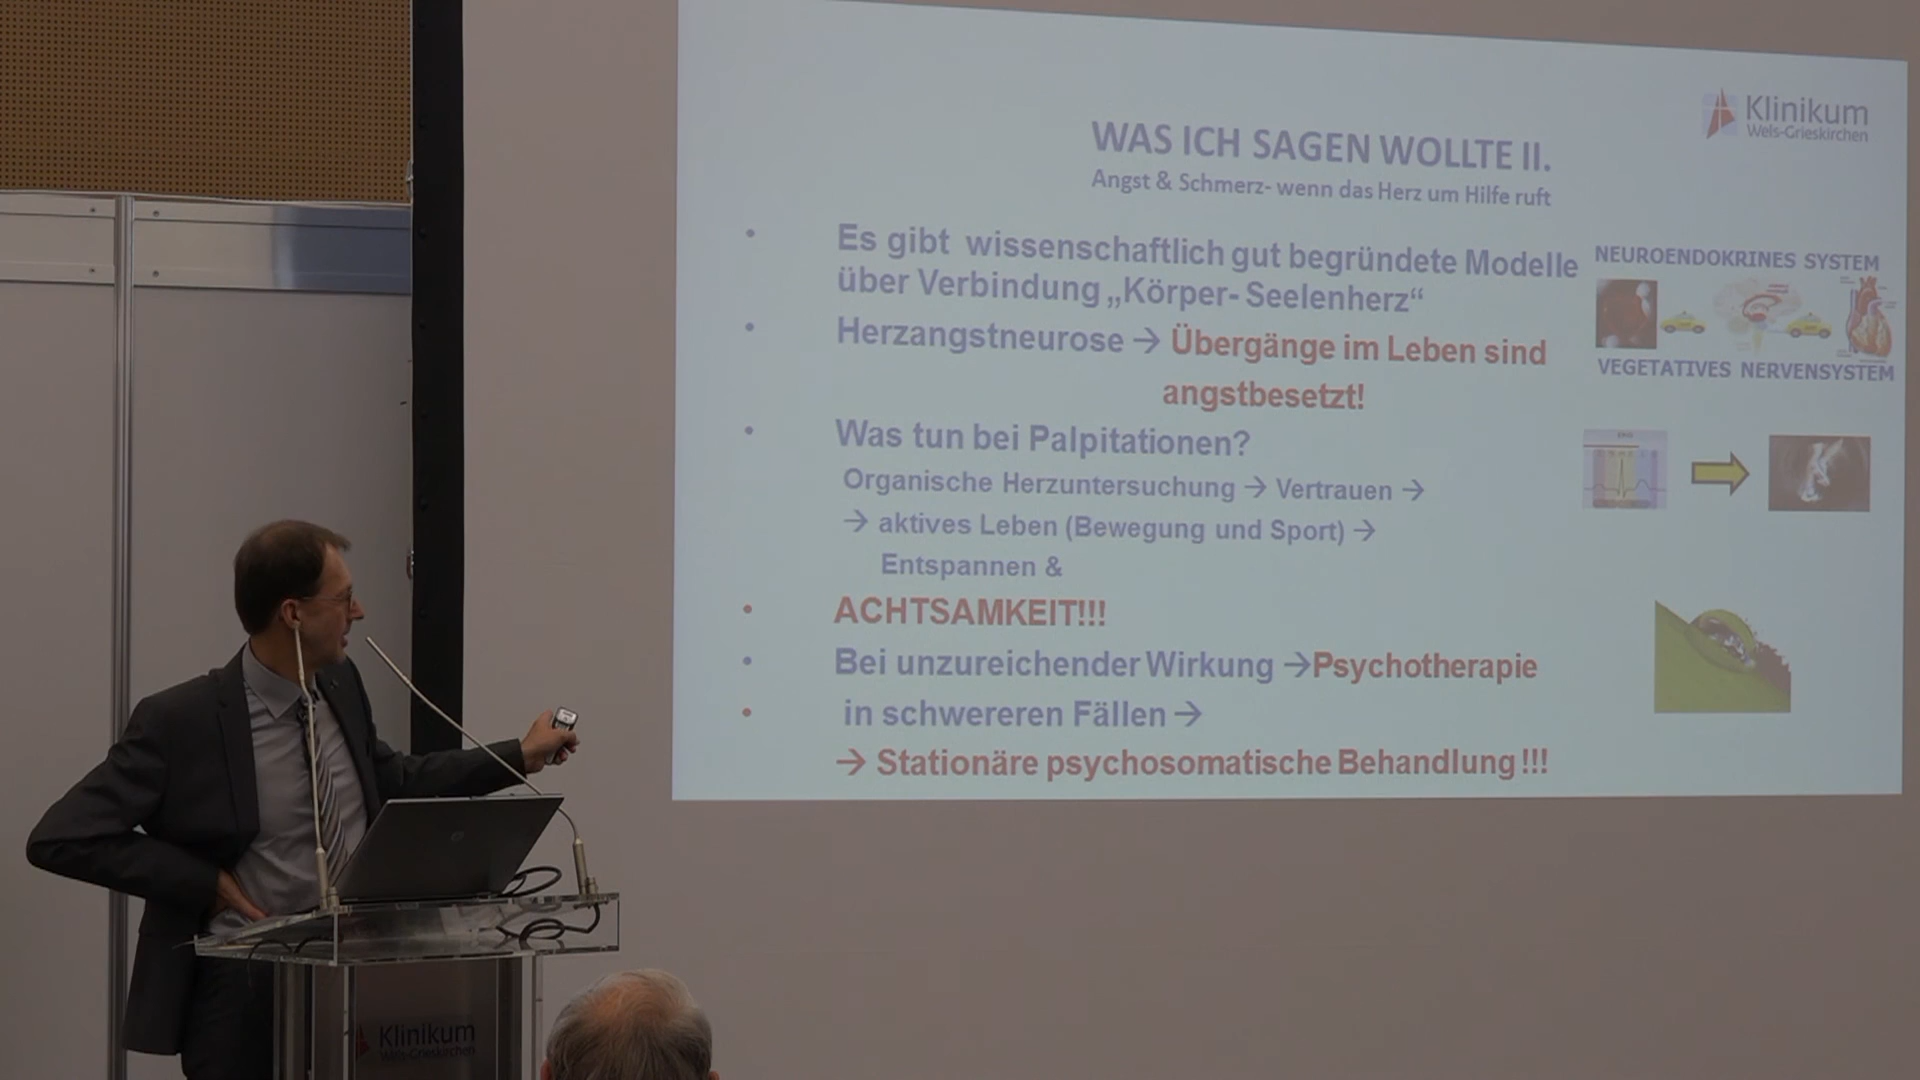 Klinikum
Wels-Grieskirchen
WAS ICH SAGEN WOLLTE II.
Angst & Schmerz- wenn das Herz um Hilfe ruft
• Es gibt wissenschaftlich gut begründete Modelle
über Verbindung „Körper- Seelenherz“
• Herzangstneurose → Übergänge im Leben sind
angstbesetzt!
• Was tun bei Palpitationen?
Organische Herzuntersuchung → Vertrauen →
→ aktives Leben (Bewegung und Sport) →
Entspannen &
• ACHTSAMKEIT!!!
• Bei unzureichender Wirkung →Psychotherapie
• in schwereren Fällen →
→ Stationäre psychosomatische Behandlung !!!
NEUROENDOKRINES SYSTEM
VEGETATIVES NERVENSYSTEM
Klinikum
Wels-Grieskirchen